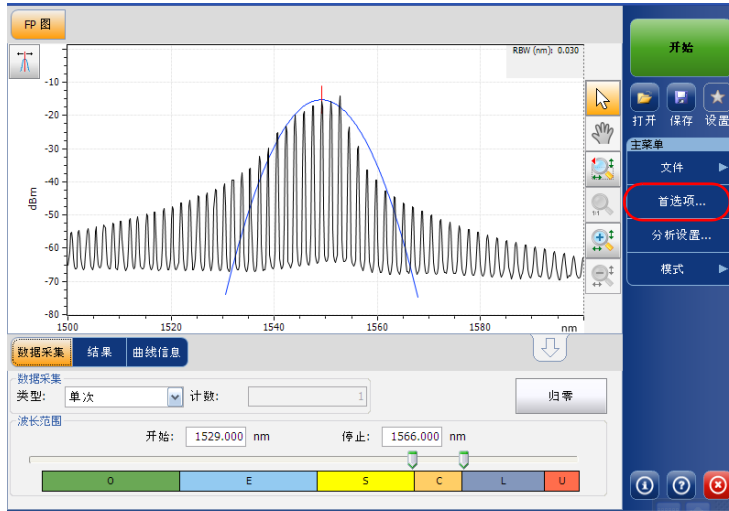 FP 图
RBW (nm): 0.030
dBm
-10
-20
-30
-40
-50
-60
-70
-80
1500 1520 1540 1560 1580 nm
1:1
数据采集 结果 曲线信息
数据采集
类型: 单次 计数: 1 归零
波长范围
开始: 1529.000 nm 停止: 1566.000 nm
O E S C L U
开始
打开 保存 设置
主菜单
文件
首选项...
分析设置...
模式